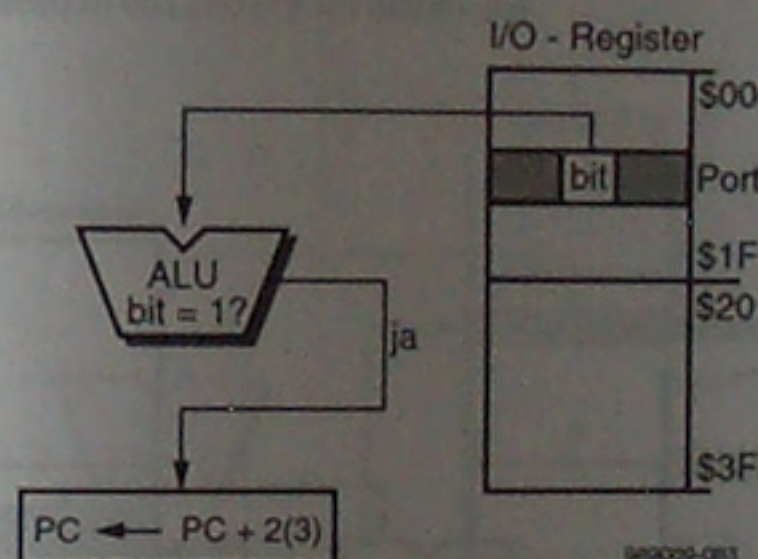 I/O - Register
$00
bit
Port
$1F
$20
$3F
ALU
bit = 1?
ja
PC ← PC + 2(3)